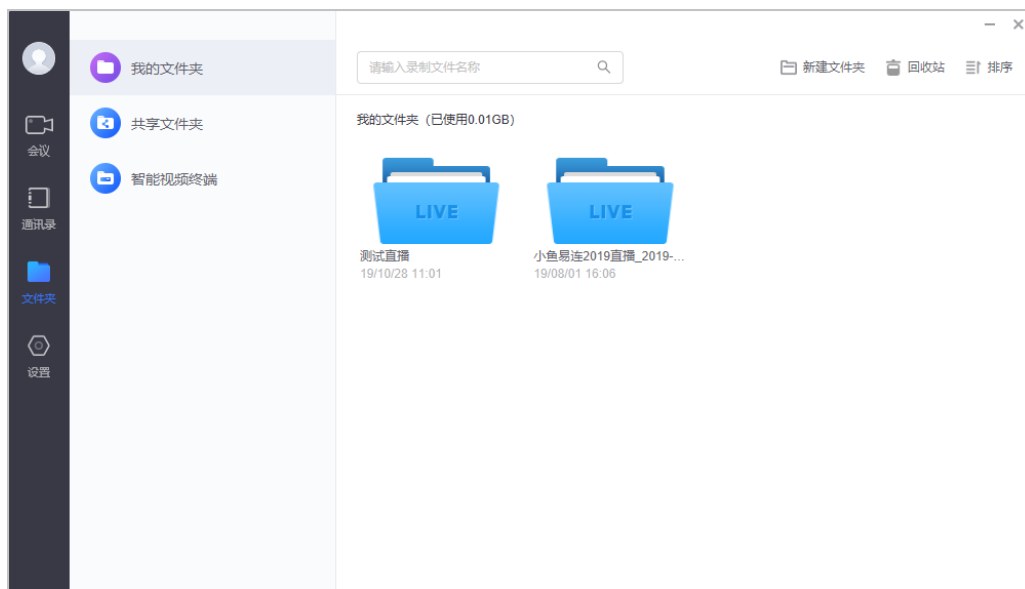 会议
通讯录
文件夹
设置
我的文件夹
共享文件夹
智能视频终端
请输入录制文件名称
新建文件夹 回收站 排序
我的文件夹（已使用0.01GB）
LIVE LIVE
测试直播 小鱼易连2019直播_2019-...
19/10/28 11:01 19/08/01 16:06